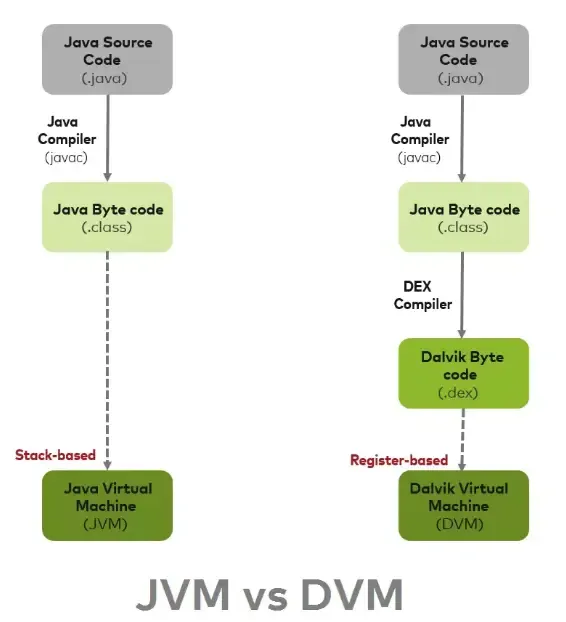 Java Source
Code
(.java)
Java
Compiler
(javac)
Java Byte code
(.class)
Stack-based
Java Virtual
Machine
(JVM)
Java Source
Code
(.java)
Java
Compiler
(javac)
Java Byte code
(.class)
DEX
Compiler
Dalvik Byte
code
(.dex)
Register-based
Dalvik Virtual
Machine
(DVM)
JVM vs DVM